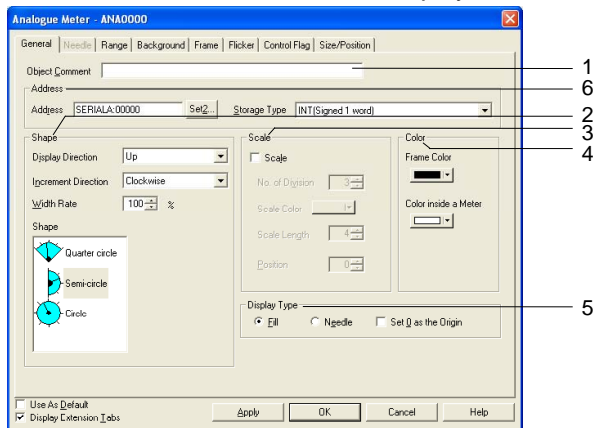 Analogue Meter - ANA0000
General Needle Range Background Frame Flicker Control Flag Size/Position
Object Comment 1
Address 6
Address SERIALA:00000 Set2... Storage Type INT(Signed 1 word)
2
Shape Scale 3 Color 4
Display Direction Up Scale Frame Color
Increment Direction Clockwise No. of Division 3
Width Rate 100 % Scale Color Color inside a Meter
Shape Scale Length 4
Quarter circle
Semi-circle Position 0
Circle Display Type 5
Fill Needle Set 0 as the Origin
Use As Default
Display Extension Tabs Apply OK Cancel Help